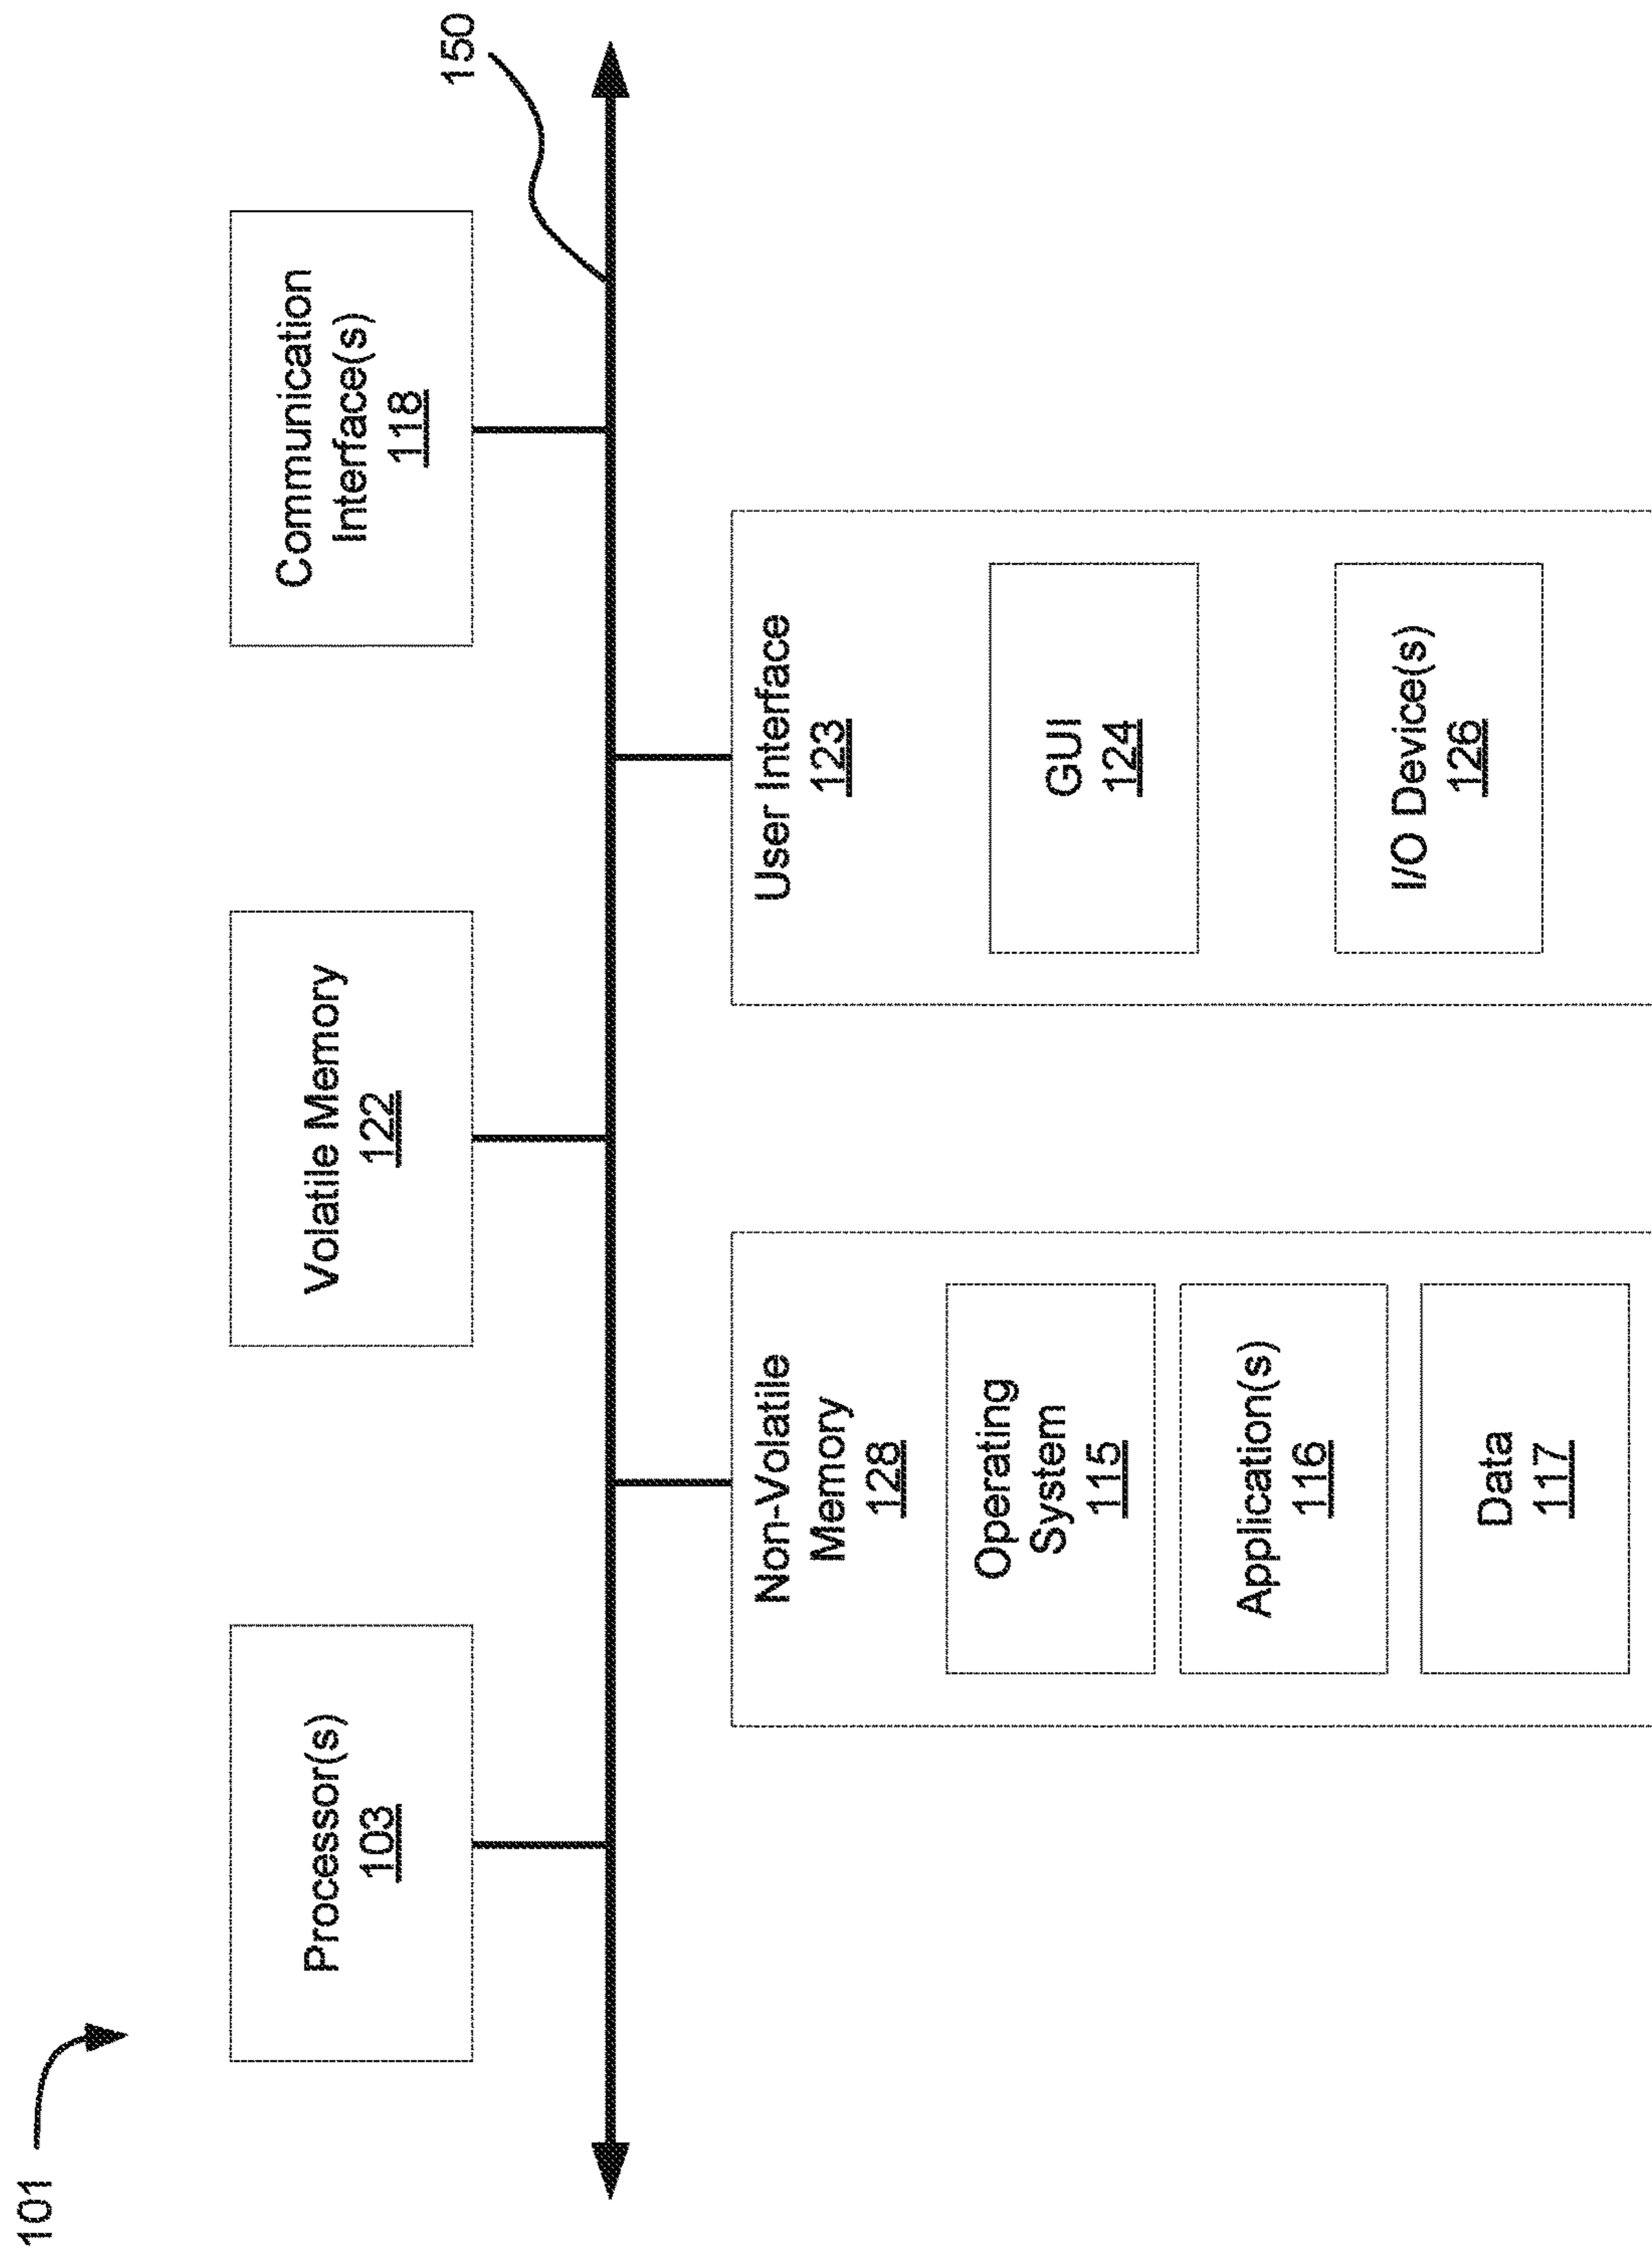 101
Processor(s)
103
Volatile Memory
122
Communication
Interface(s)
118
150
Non-Volatile
Memory
128
Operating
System
115
Application(s)
116
Data
117
User Interface
123
GUI
124
I/O Device(s)
126